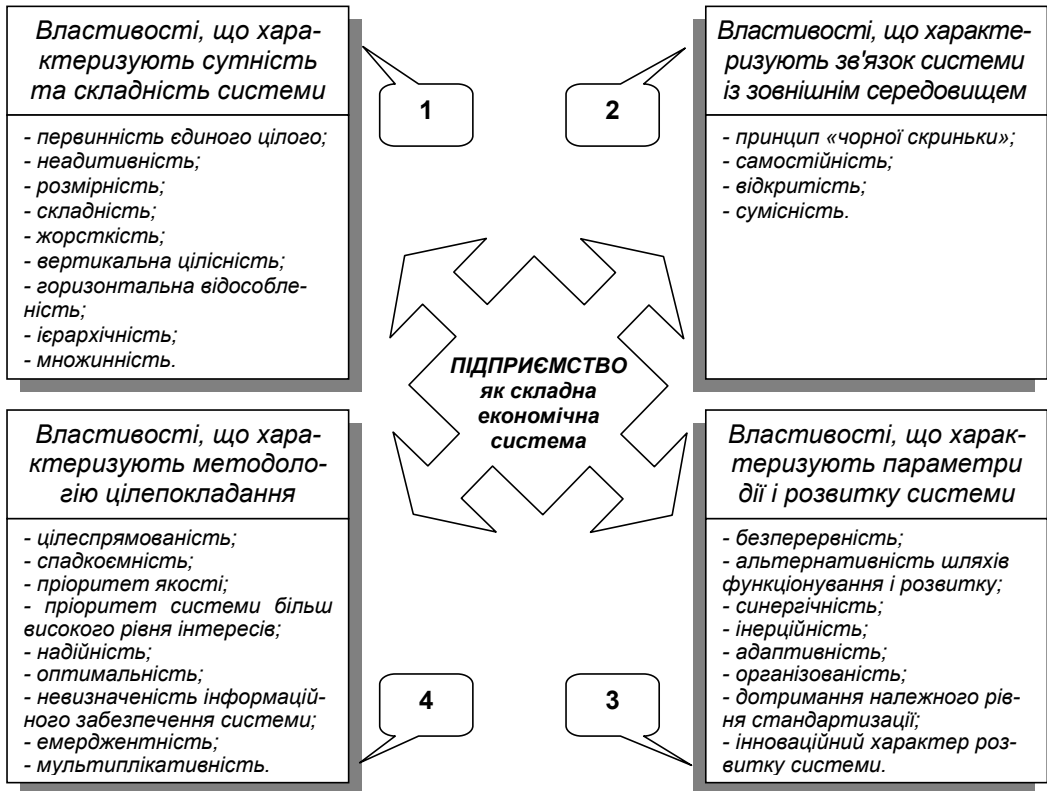 Властивості, що хара-
ктеризують сутність
та складність системи
- первинність єдиного цілого;
- неадитивність;
- розмірність;
- складність;
- жорсткість;
- вертикальна цілісність;
- горизонтальна відособле-
ність;
- ієрархічність;
- множинність.
1
2
Властивості, що характе-
ризують зв'язок системи
із зовнішнім середовищем
- принцип «чорної скриньки»;
- самостійність;
- відкритість;
- сумісність.
ПІДПРИЄМСТВО
як складна
економічна
система
Властивості, що хара-
ктеризують методоло-
гію цілепокладання
- цілеспрямованість;
- спадкоємність;
- пріоритет якості;
- пріоритет системи більш
високого рівня інтересів;
- надійність;
- оптимальність;
- невизначеність інформацій-
ного забезпечення системи;
- емерджентність;
- мультиплікативність.
4
3
Властивості, що харак-
теризують параметри
дії і розвитку системи
- безперервність;
- альтернативність шляхів
функціонування і розвитку;
- синергічність;
- інерційність;
- адаптивність;
- організованість;
- дотримання належного рів-
ня стандартизації;
- інноваційний характер роз-
витку системи.